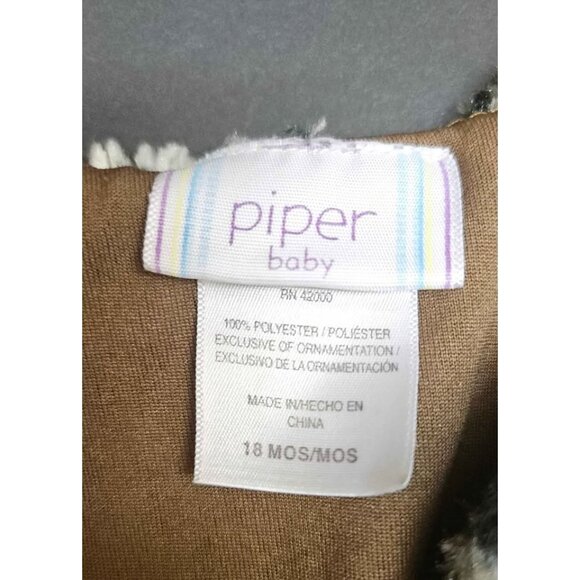 piper
baby
RN 42000
100% POLYESTER / POLIÉSTER
EXCLUSIVE OF ORNAMENTATION /
EXCLUSIVO DE LA ORNAMENTACIÓN
MADE IN/HECHO EN
CHINA
18 MOS/MOS